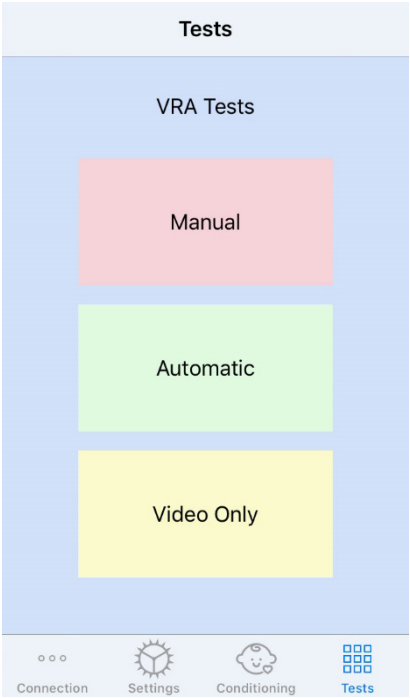 Tests
VRA Tests
Manual
Automatic
Video Only
Connection
Settings
Conditioning
Tests